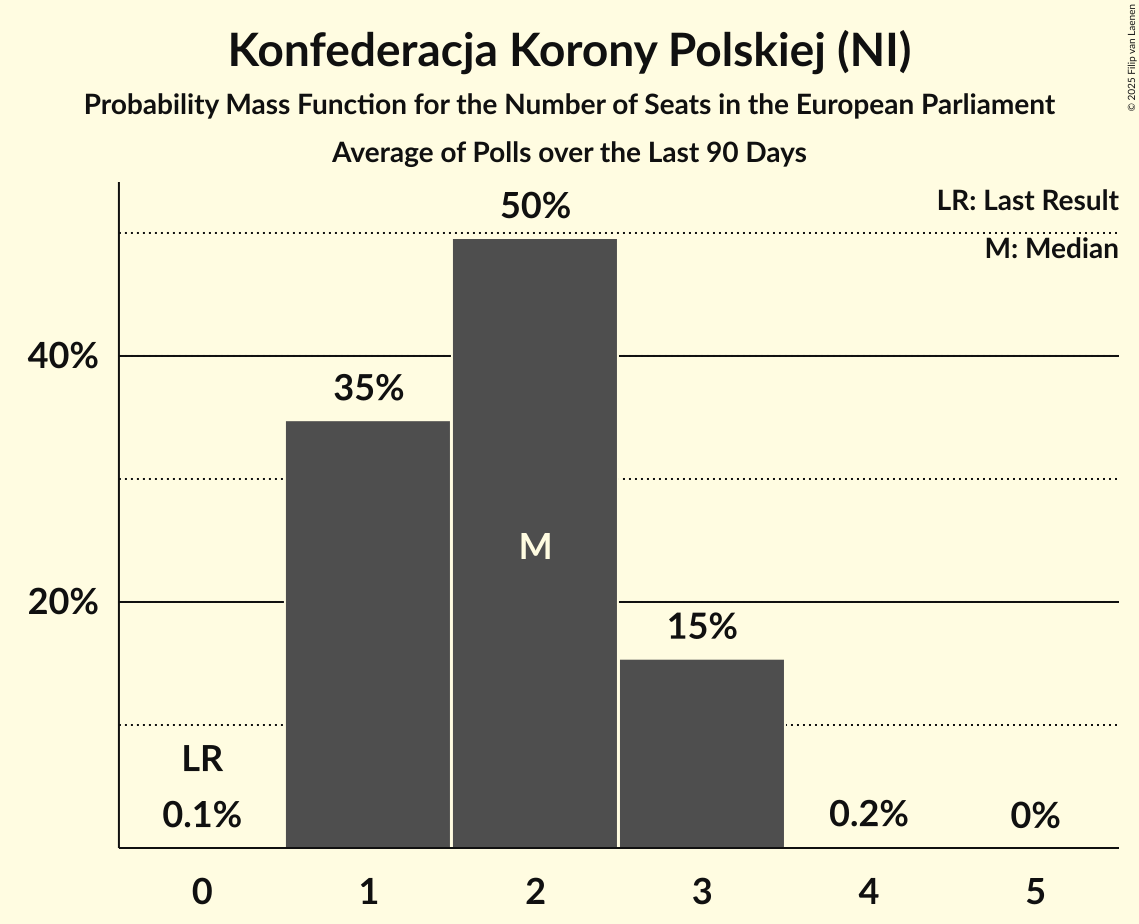 Konfederacja Korony Polskiej (NI)
Probability Mass Function for the Number of Seats in the European Parliament
Average of Polls over the Last 90 Days
© 2025 Filip van Laenen
LR: Last Result
M: Median
50%
40%
35%
M
20%
15%
LR
0.1%
0.2%
0%
0 1 2 3 4 5